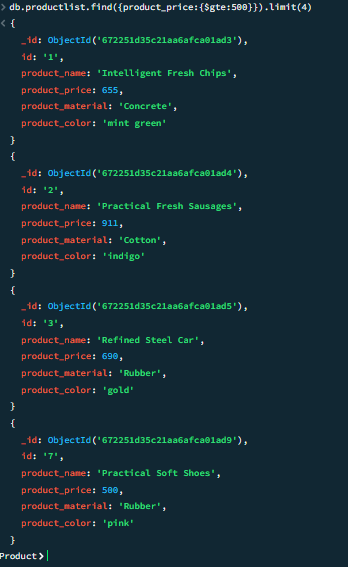 > db.productlist.find({product_price:{$gte:500}}).limit(4)
< {
_id: ObjectId('672251d35c21aa6afca01ad3'),
id: '1',
product_name: 'Intelligent Fresh Chips',
product_price: 655,
product_material: 'Concrete',
product_color: 'mint green'
}
{
_id: ObjectId('672251d35c21aa6afca01ad4'),
id: '2',
product_name: 'Practical Fresh Sausages',
product_price: 911,
product_material: 'Cotton',
product_color: 'indigo'
}
{
_id: ObjectId('672251d35c21aa6afca01ad5'),
id: '3',
product_name: 'Refined Steel Car',
product_price: 690,
product_material: 'Rubber',
product_color: 'gold'
}
{
_id: ObjectId('672251d35c21aa6afca01ad9'),
id: '7',
product_name: 'Practical Soft Shoes',
product_price: 500,
product_material: 'Rubber',
product_color: 'pink'
}
Product>